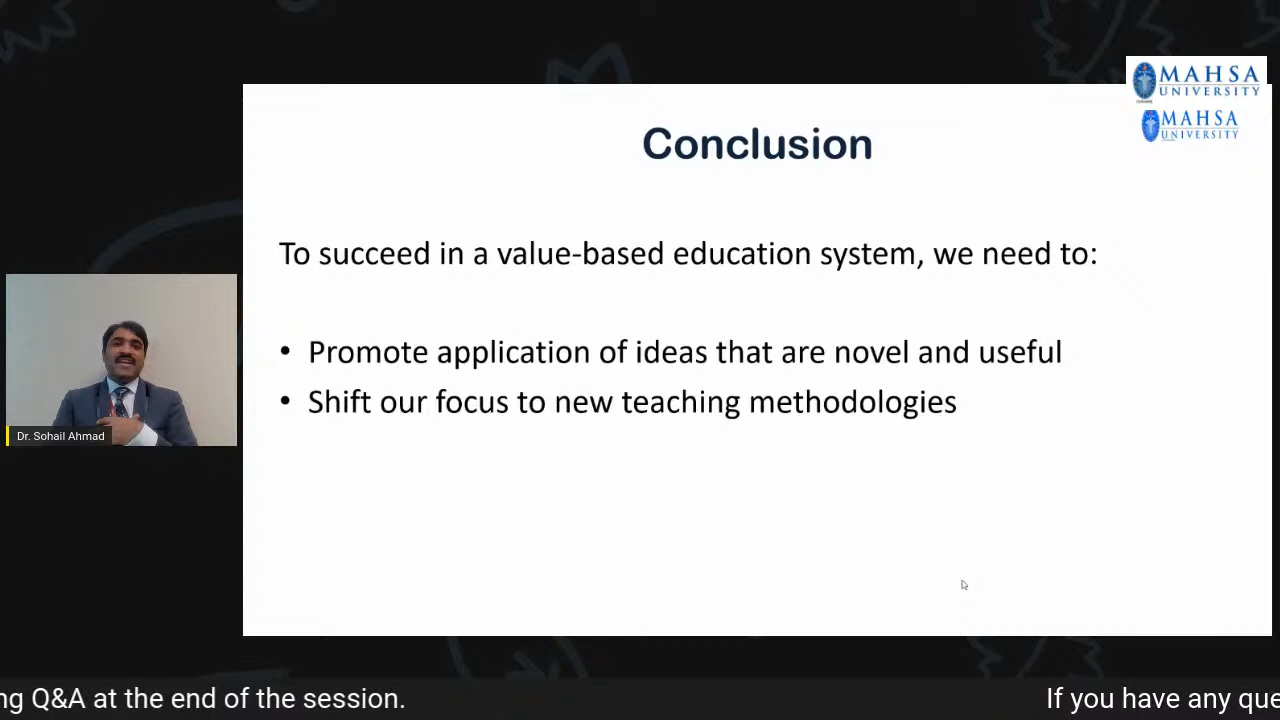 MAHSA
UNIVERSITY
MAHSA
UNIVERSITY
Conclusion
To succeed in a value-based education system, we need to:
• Promote application of ideas that are novel and useful
• Shift our focus to new teaching methodologies
Dr. Sohail Ahmad
ng Q&A at the end of the session.
If you have any que